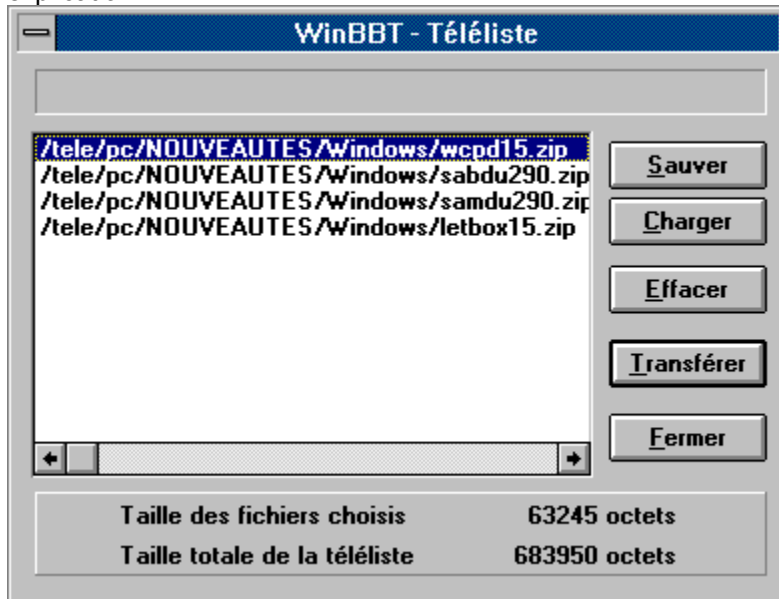 WinBBT - Téléliste
/tele/pc/NOUVEAUTES/Windows/wcpd15.zip
/tele/pc/NOUVEAUTES/Windows/sabdu290.zip
/tele/pc/NOUVEAUTES/Windows/samdu290.zip
/tele/pc/NOUVEAUTES/Windows/letbox15.zip
Sauver
Charger
Effacer
Transférer
Fermer
Taille des fichiers choisis 63245 octets
Taille totale de la téléliste 683950 octets